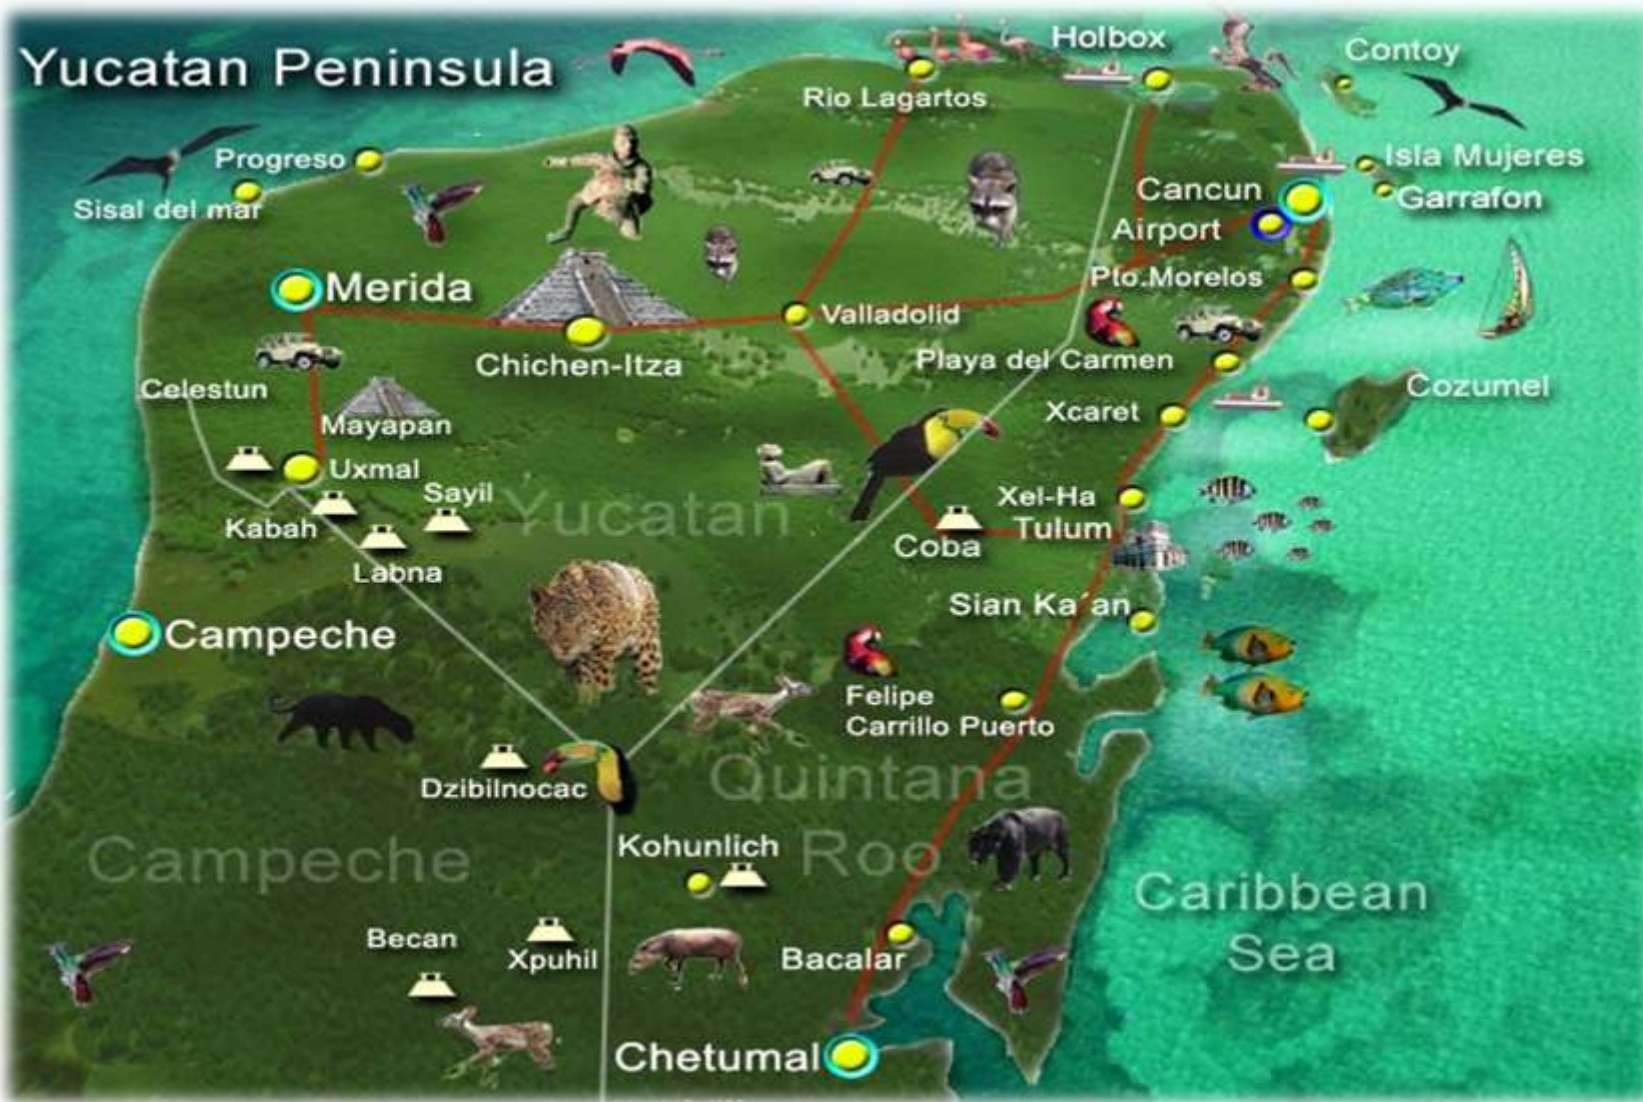 Yucatan Peninsula
Holbox
Contoy
Rio Lagartos
Progreso
Isla Mujeres
Sisal del mar
Cancun
Garrafon
Airport
Merida
Pto.Morelos
Valladolid
Chichen-Itza
Playa del Carmen
Celestun
Cozumel
Mayapan
Xcaret
Uxmal
Sayil
Yucatan
Xel-Ha
Kabah
Tulum
Coba
Labna
Sian Ka´an
Campeche
Felipe
Carrillo Puerto
Dzibilnocac
Quintana
Roo
Kohunlich
Campeche
Caribbean
Sea
Becan
Xpuhil
Bacalar
Chetumal